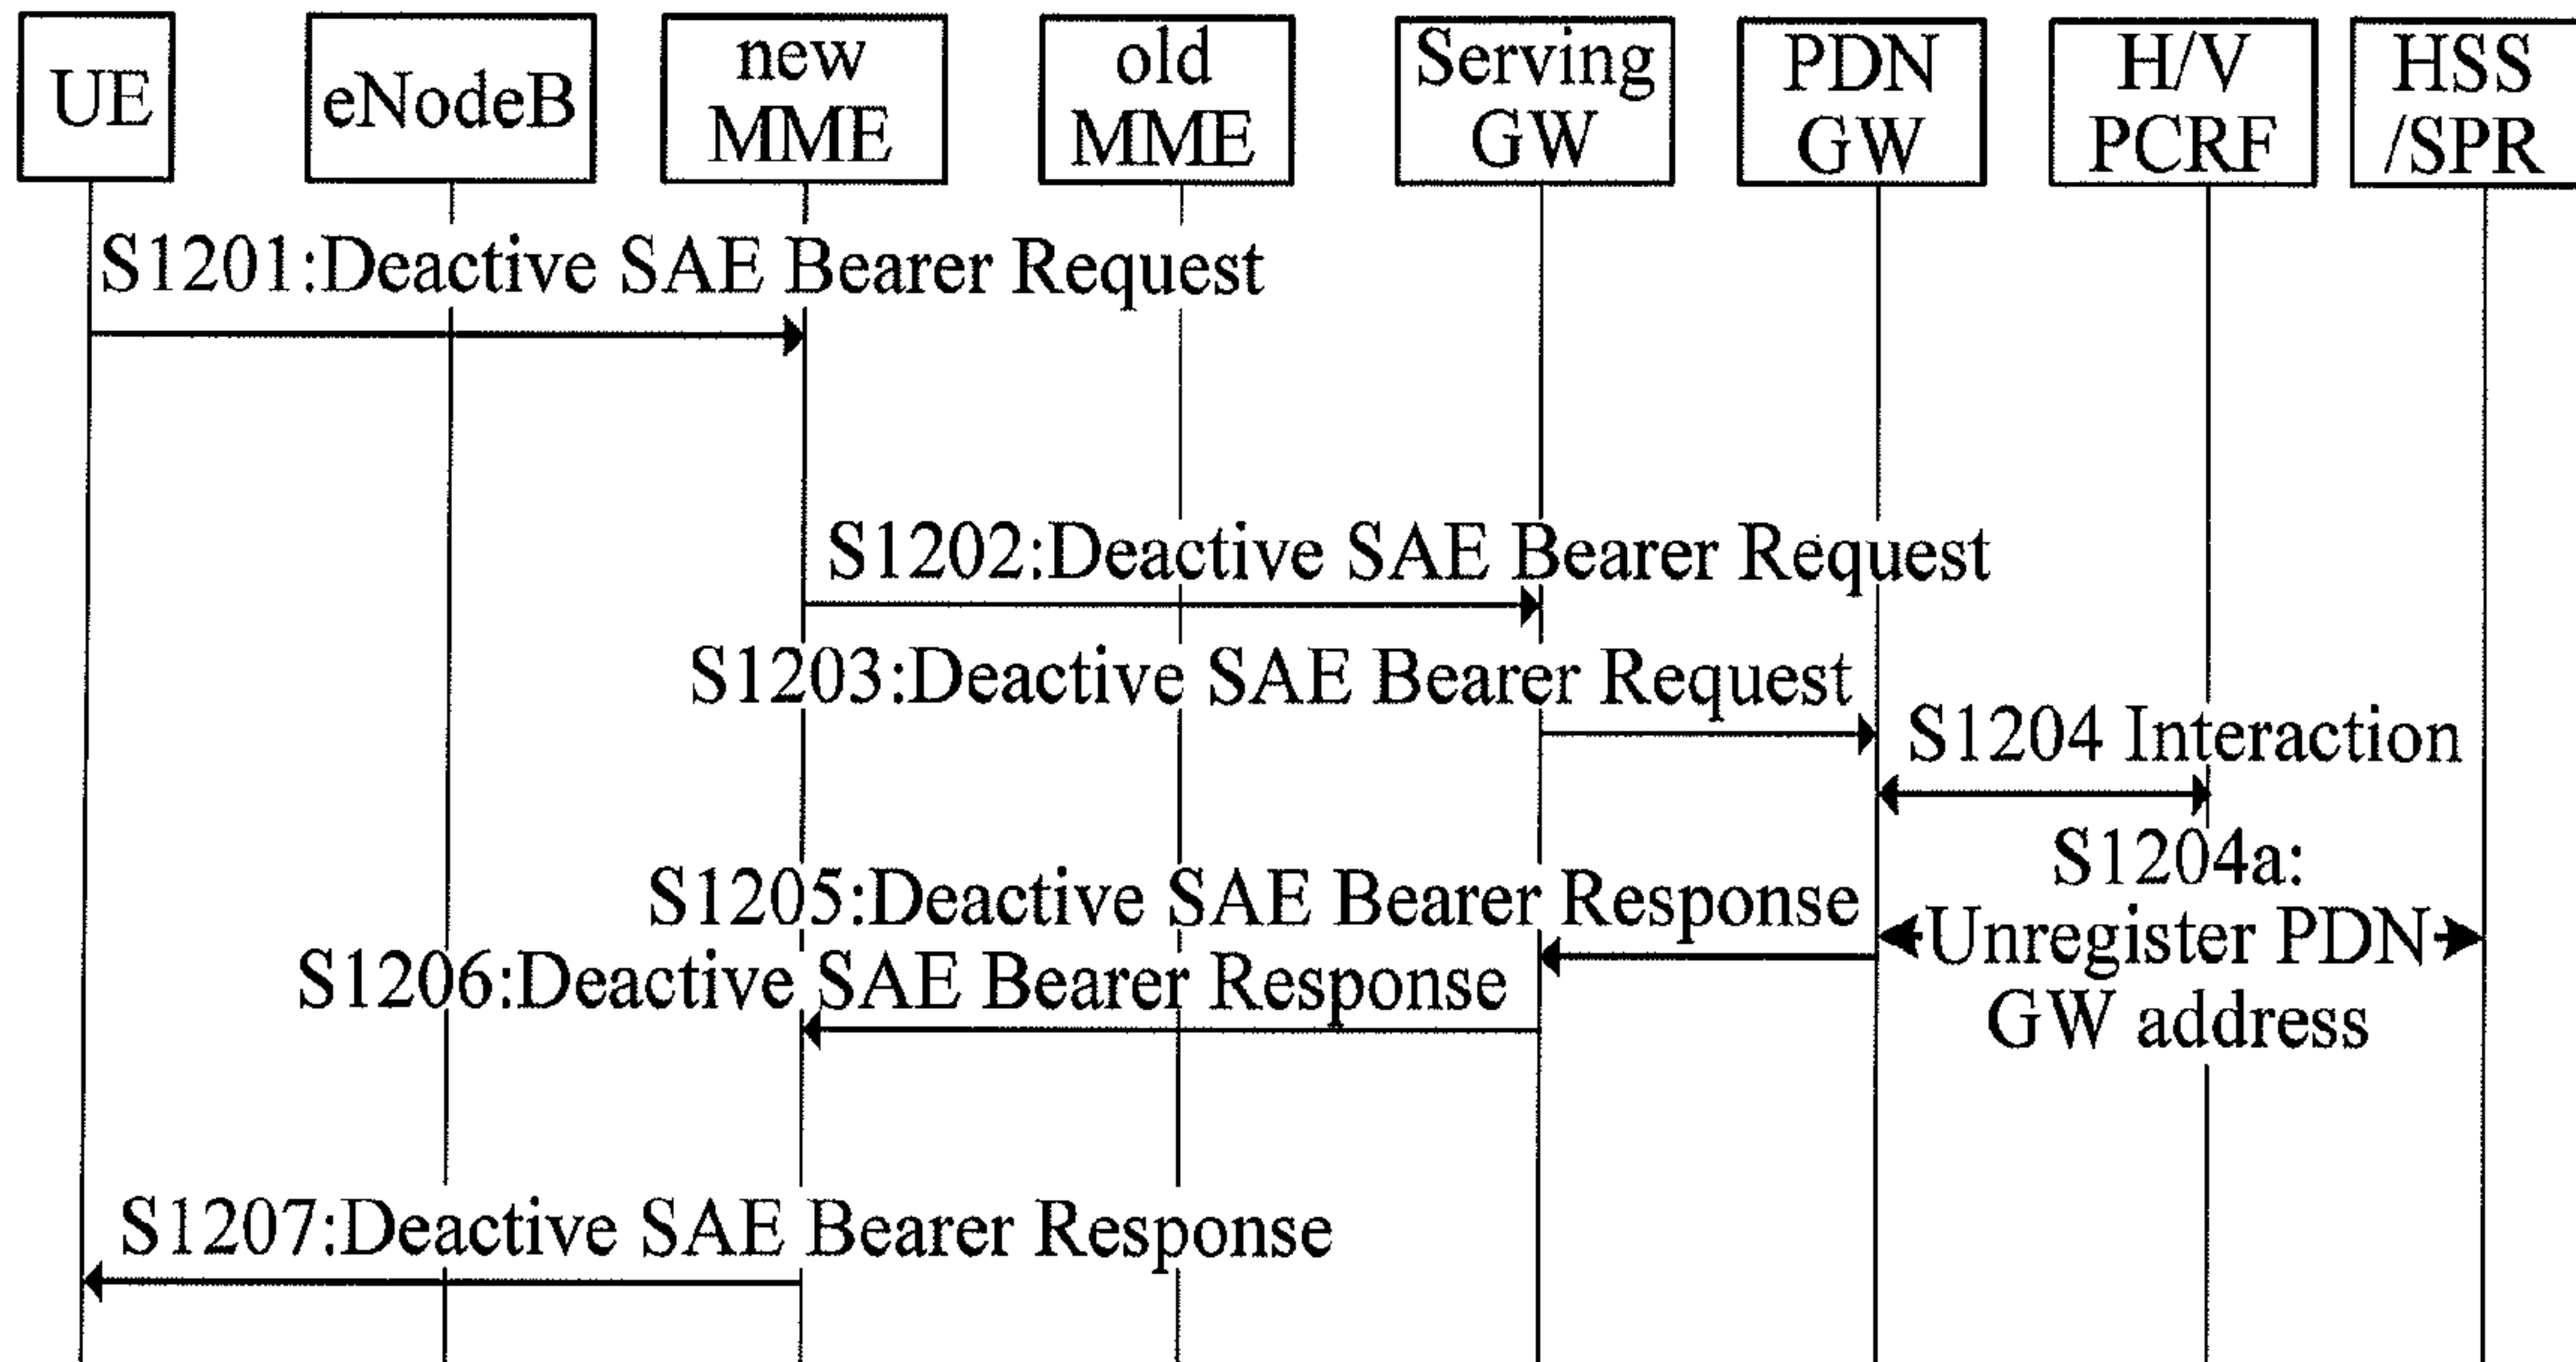 UE
eNodeB
new
MME
old
MME
Serving
GW
PDN
GW
H/V
PCRF
HSS
/SPR
S1201:Deactive SAE Bearer Request
S1202:Deactive SAE Bearer Request
S1203:Deactive SAE Bearer Request
S1204 Interaction
S1204a:
Unregister PDN
GW address
S1205:Deactive SAE Bearer Response
S1206:Deactive SAE Bearer Response
S1207:Deactive SAE Bearer Response